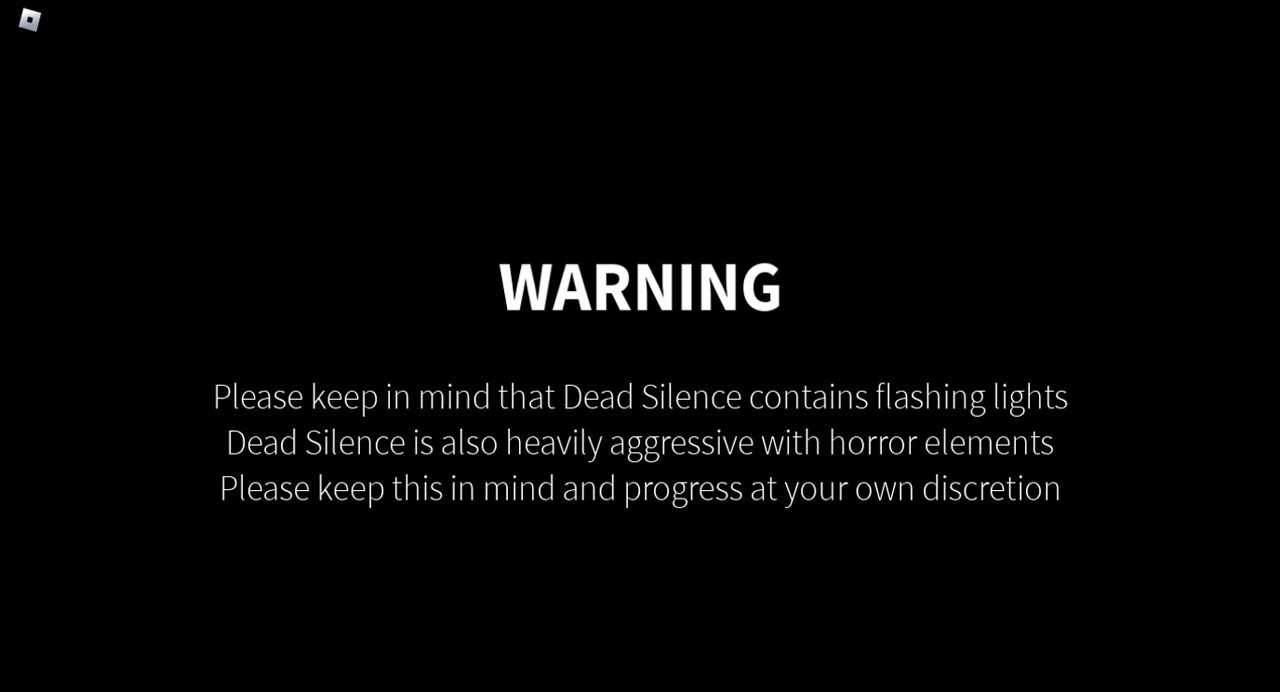 WARNING
Please keep in mind that Dead Silence contains flashing lights
Dead Silence is also heavily aggressive with horror elements
Please keep this in mind and progress at your own discretion